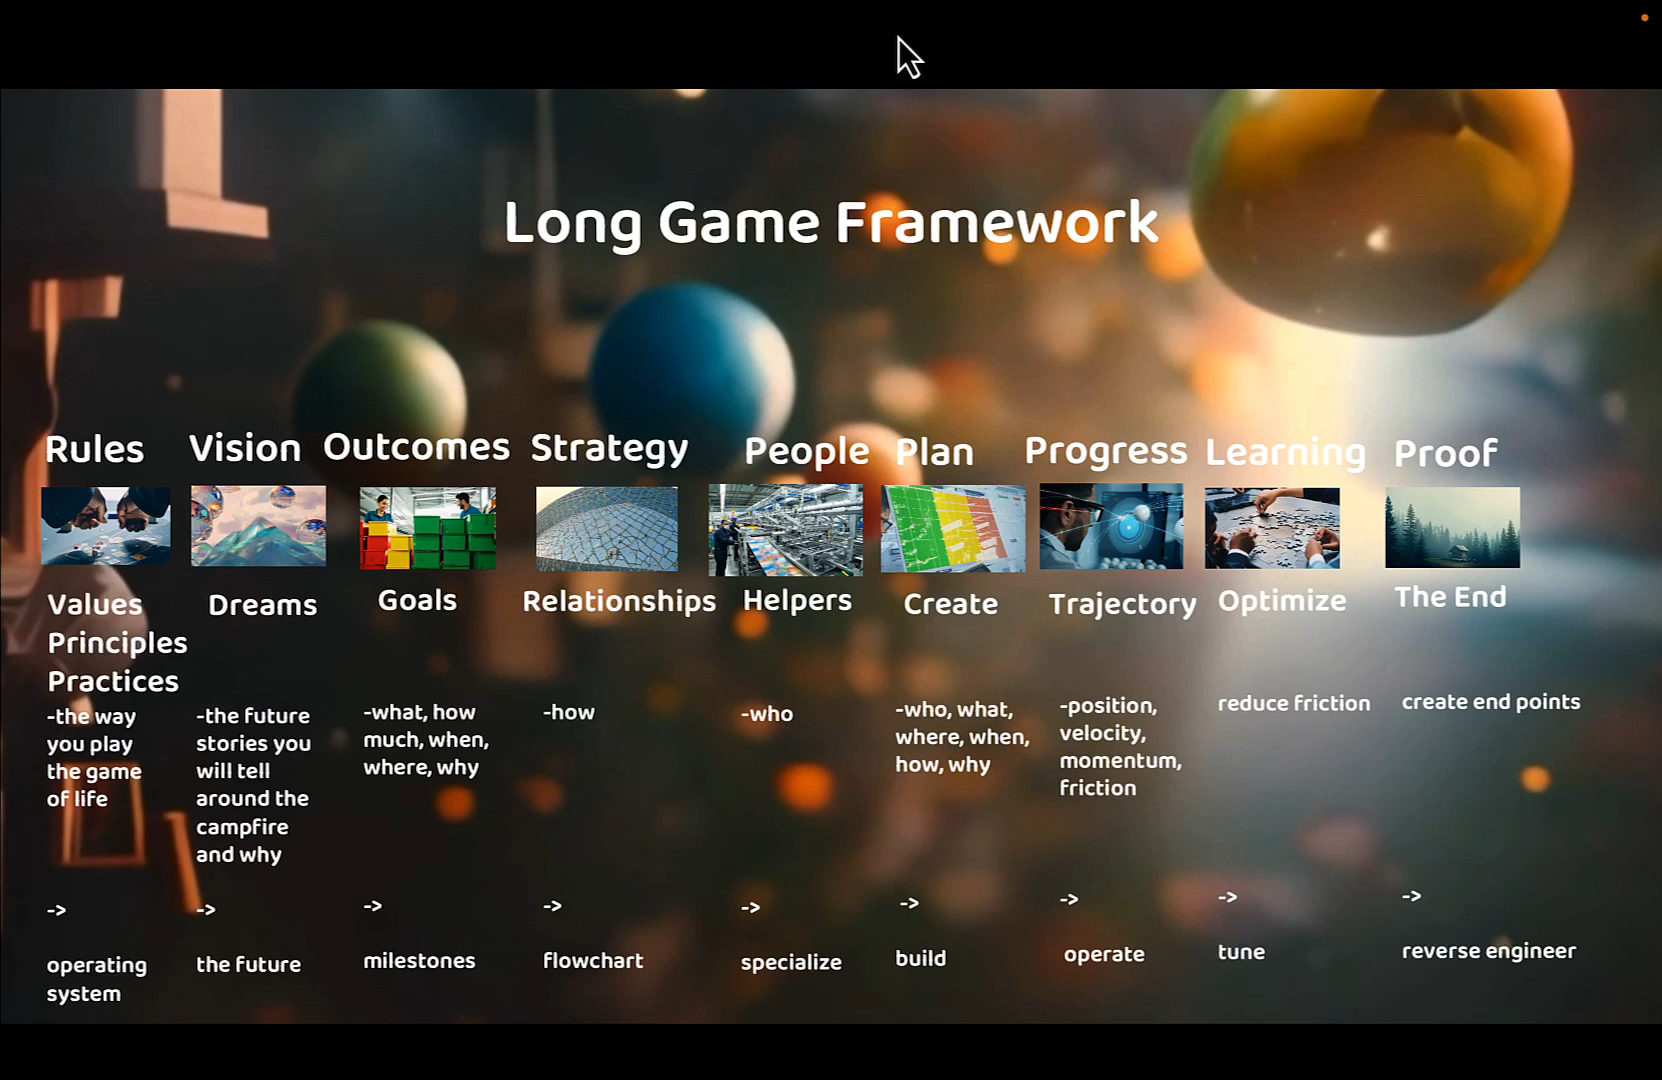 Long Game Framework
Rules
Vision
Outcomes
Strategy
People
Plan
Progress
Learning
Proof
Values
Principles
Practices
Dreams
Goals
Relationships
Helpers
Create
Trajectory
Optimize
The End
-the way
you play
the game
of life
-the future
stories you
will tell
around the
campfire
and why
-what, how
much, when,
where, why
-how
-who
-who, what,
where, when,
how, why
-position,
velocity,
momentum,
friction
reduce friction
create end points
->
->
->
->
->
->
->
->
->
operating
system
the future
milestones
flowchart
specialize
build
operate
tune
reverse engineer